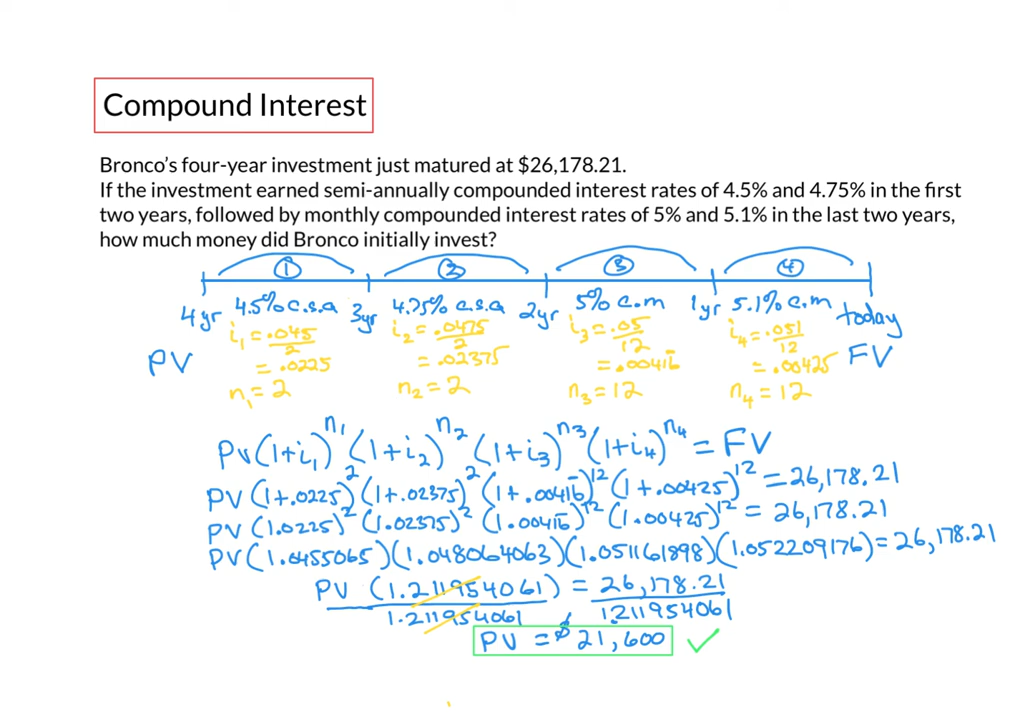 Compound Interest
Bronco's four-year investment just matured at $26,178.21.
If the investment earned semi-annually compounded interest rates of 4.5% and 4.75% in the first
two years, followed by monthly compounded interest rates of 5% and 5.1% in the last two years,
how much money did Bronco initially invest?
① ② ③ ④
4yr 4.5% c.s.a 3yr 4.75% c.s.a 2yr 5% c.m 1yr 5.1% c.m today
i₁ = .045/2 i₂ = .0475/2 i₃ = .05/12 i₄ = .051/12
PV = .0225 = .02375 = .00416̄ = .00425 FV
n₁ = 2 n₂ = 2 n₃ = 12 n₄ = 12
PV(1+i₁)^n₁ (1+i₂)^n₂ (1+i₃)^n₃ (1+i₄)^n₄ = FV
PV(1+.0225)² (1+.02375)² (1+.00416̄)¹² (1+.00425)¹² = 26,178.21
PV(1.0225)² (1.02375)² (1.00416̄)¹² (1.00425)¹² = 26,178.21
PV(1.0455065)(1.048064063)(1.051161898)(1.052209176) = 26,178.21
PV (1.211954061) = 26,178.21
1.211954061 1.211954061
PV = $21,600 ✓